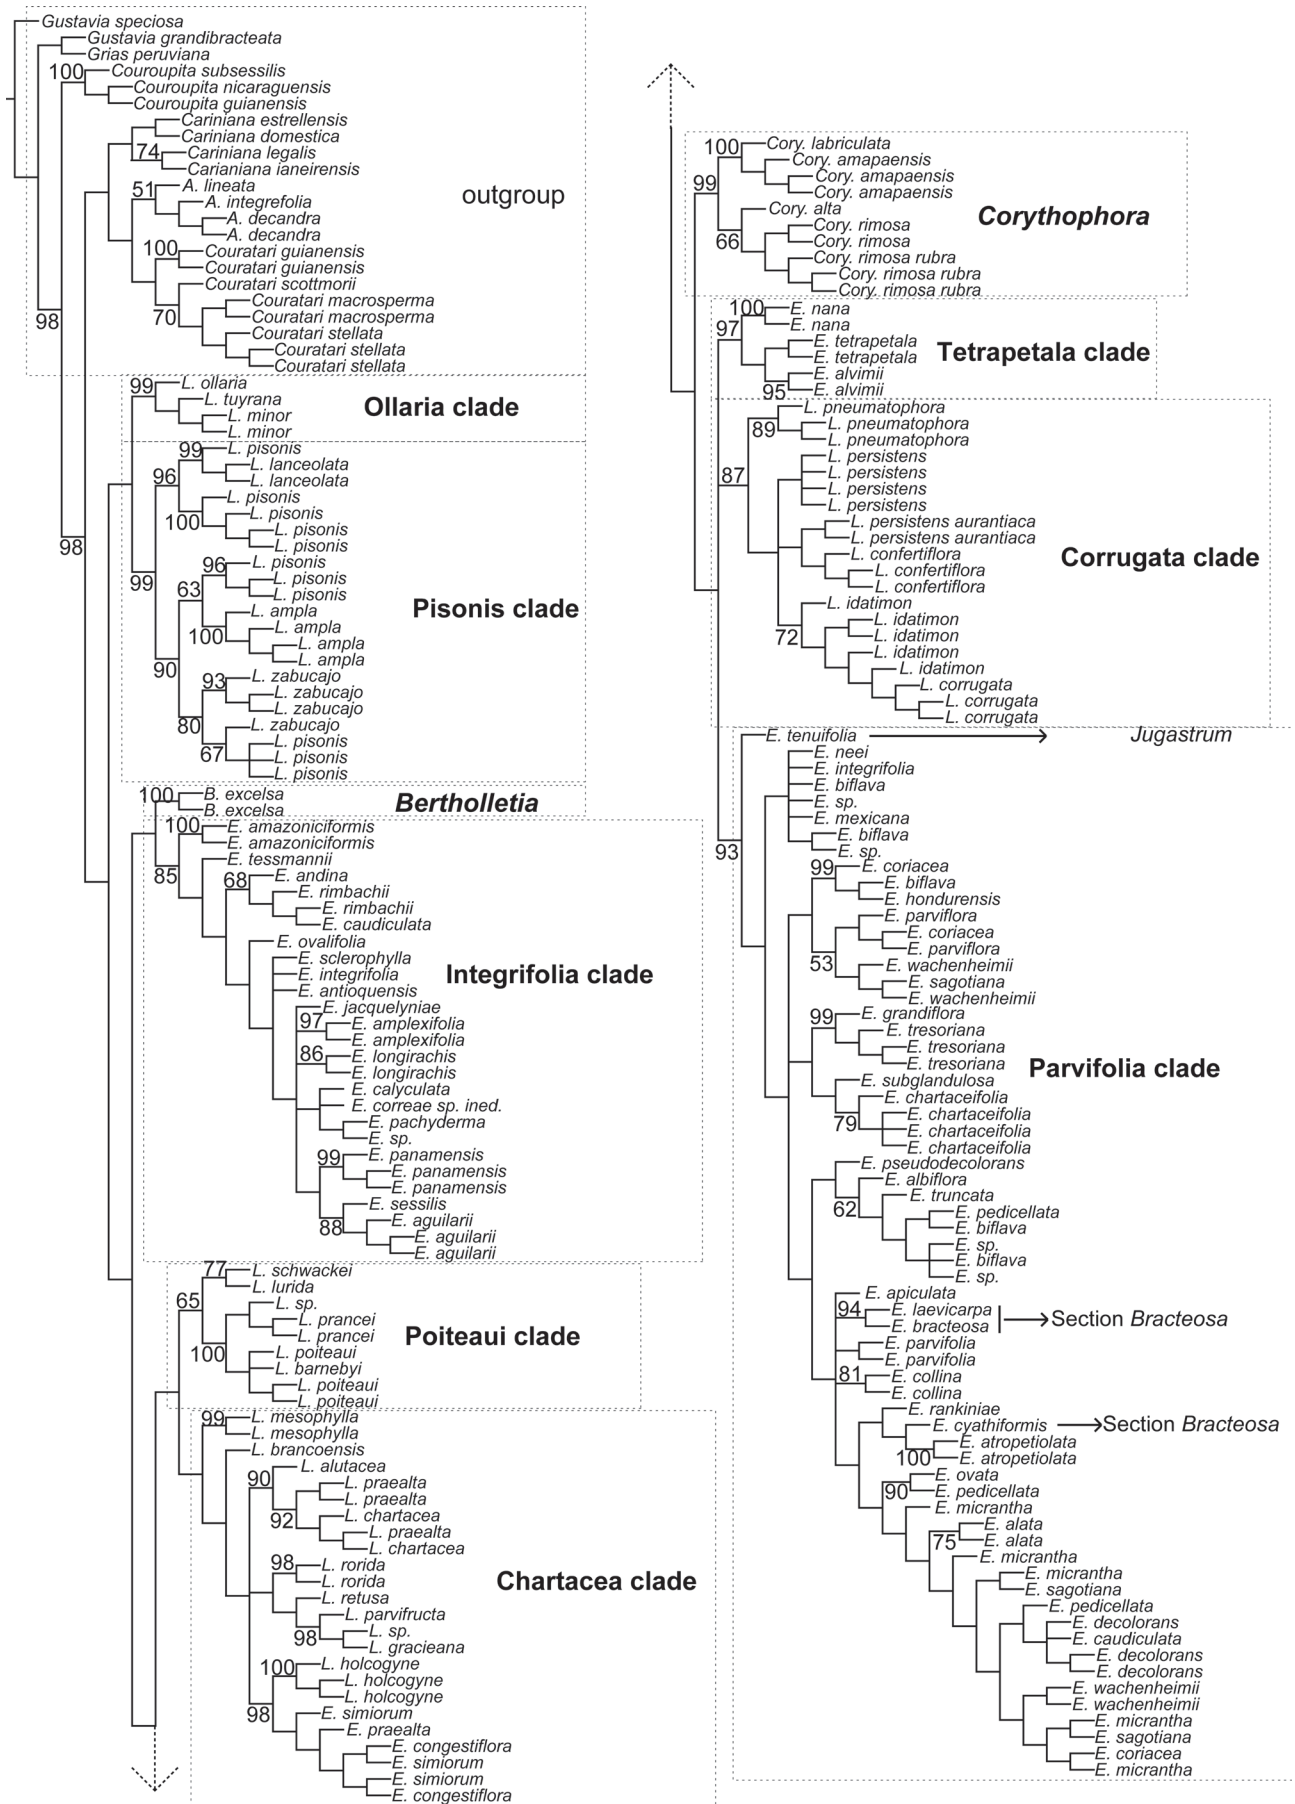 Gustavia speciosa
Gustavia grandibracteata
Grias peruviana
100
Couroupita subsessilis
Couroupita nicaraguensis
Couroupita guianensis
Cariniana estrellensis
Cariniana domestica
74
Cariniana legalis
Carianiana ianeirensis
51
A. lineata
A. integrefolia
outgroup
A. decandra
A. decandra
100
Couratari guianensis
Couratari guianensis
Couratari scottmorii
Couratari macrosperma
98
70
Couratari macrosperma
Couratari stellata
Couratari stellata
Couratari stellata
99
L. ollaria
L. tuyrana
Ollaria clade
L. minor
L. minor
99
L. pisonis
L. lanceolata
96
L. lanceolata
L. pisonis
100
L. pisonis
L. pisonis
98
L. pisonis
96
L. pisonis
99
L. pisonis
63
L. pisonis
Pisonis clade
L. ampla
100
L. ampla
L. ampla
90
L. ampla
93
L. zabucajo
L. zabucajo
L. zabucajo
80
L. zabucajo
67
L. pisonis
L. pisonis
L. pisonis
100
B. excelsa
Bertholletia
B. excelsa
100
E. amazoniciformis
E. amazoniciformis
E. tessmannii
85
68
E. andina
E. rimbachii
E. rimbachii
E. caudiculata
E. ovalifolia
E. sclerophylla
Integrifolia clade
E. integrifolia
E. antioquensis
E. jacquelyniae
97
E. amplexifolia
E. amplexifolia
86
E. longirachis
E. longirachis
E. calyculata
E. correae sp. ined.
E. pachyderma
E. sp.
99
E. panamensis
E. panamensis
E. panamensis
E. sessilis
88
E. aguilarii
E. aguilarii
E. aguilarii
77
L. schwackei
L. lurida
65
L. sp.
L. prancei
Poiteaui clade
L. prancei
100
L. poiteaui
L. barnebyi
L. poiteaui
L. poiteaui
99
L. mesophylla
L. mesophylla
L. brancoensis
90
L. alutacea
L. praealta
L. praealta
92
L. chartacea
L. praealta
L. chartacea
98
L. rorida
Chartacea clade
L. rorida
L. retusa
L. parvifructa
98
L. sp.
L. gracieana
100
L. holcogyne
L. holcogyne
L. holcogyne
98
E. simiorum
E. praealta
E. congestiflora
E. simiorum
E. simiorum
E. congestiflora
100
Cory. labriculata
Cory. amapaensis
99
Cory. amapaensis
Cory. amapaensis
Corythophora
Cory. alta
66
Cory. rimosa
Cory. rimosa
Cory. rimosa rubra
Cory. rimosa rubra
Cory. rimosa rubra
100
E. nana
97
E. nana
E. tetrapetala
Tetrapetala clade
E. tetrapetala
E. alvimii
95
E. alvimii
L. pneumatophora
89
L. pneumatophora
L. pneumatophora
L. persistens
87
L. persistens
L. persistens
L. persistens
L. persistens aurantiaca
L. persistens aurantiaca
Corrugata clade
L. confertiflora
L. confertiflora
L. confertiflora
L. idatimon
72
L. idatimon
L. idatimon
L. idatimon
L. idatimon
L. corrugata
L. corrugata
L. corrugata
E. tenuifolia
Jugastrum
E. neei
E. integrifolia
E. biflava
E. sp.
E. mexicana
E. biflava
93
E. sp.
99
E. coriacea
E. biflava
E. hondurensis
E. parviflora
E. coriacea
E. parviflora
53
E. wachenheimii
E. sagotiana
E. wachenheimii
99
E. grandiflora
E. tresoriana
E. tresoriana
E. tresoriana
Parvifolia clade
E. subglandulosa
E. chartaceifolia
79
E. chartaceifolia
E. chartaceifolia
E. chartaceifolia
E. pseudodecolorans
E. albiflora
62
E. truncata
E. pedicellata
E. biflava
E. sp.
E. biflava
E. sp.
E. apiculata
94
E. laevicarpa
Section Bracteosa
E. bracteosa
E. parvifolia
E. parvifolia
81
E. collina
E. collina
E. rankiniae
E. cyathiformis
Section Bracteosa
E. atropetiolata
100
E. atropetiolata
E. ovata
90
E. pedicellata
E. micrantha
E. alata
75
E. alata
E. micrantha
E. micrantha
E. sagotiana
E. pedicellata
E. decolorans
E. caudiculata
E. decolorans
E. decolorans
E. wachenheimii
E. wachenheimii
E. micrantha
E. sagotiana
E. coriacea
E. micrantha